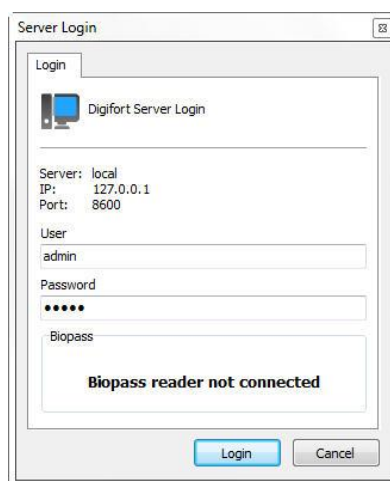 Server Login
Login
Digifort Server Login
Server: local
IP: 127.0.0.1
Port: 8600
User
admin
Password
•••••
Biopass
Biopass reader not connected
Login Cancel